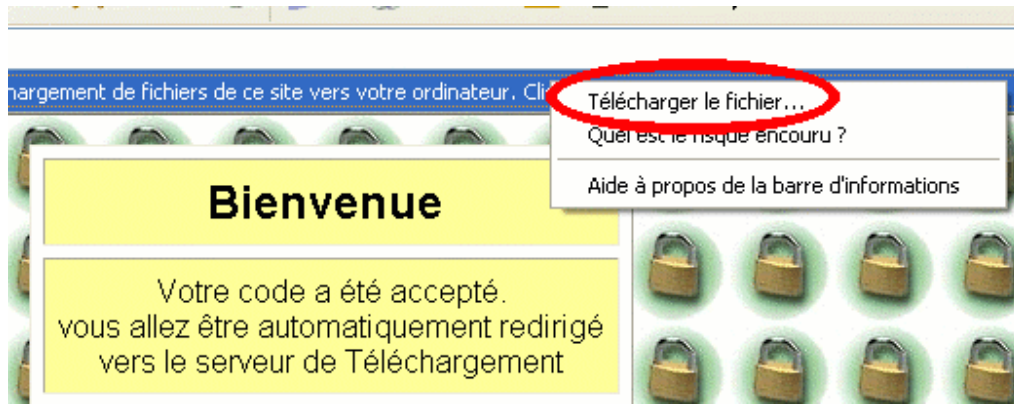 hargement de fichiers de ce site vers votre ordinateur. Cli
Télécharger le fichier...
Quel est le risque encouru ?
Aide à propos de la barre d'informations
Bienvenue
Votre code a été accepté.
vous allez être automatiquement redirigé
vers le serveur de Téléchargement